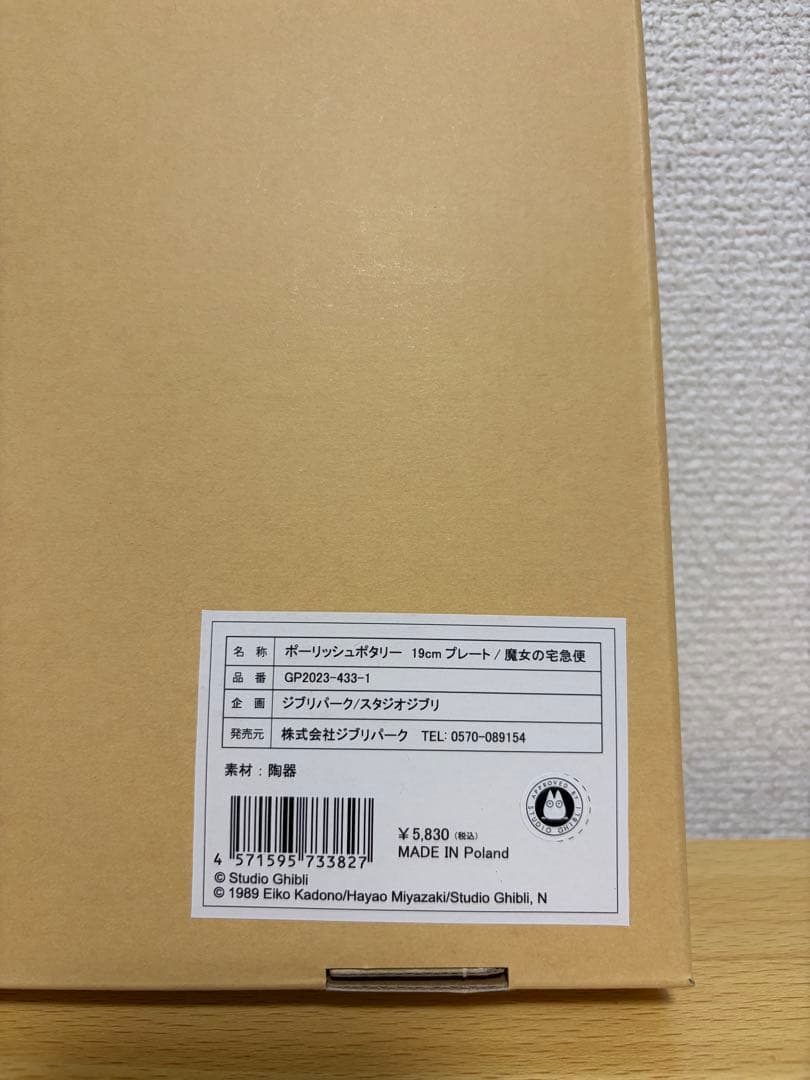 名 称 ポーリッシュポタリー 19cm プレート / 魔女の宅急便
品 番 GP2023-433-1
企 画 ジブリパーク/スタジオジブリ
発売元 株式会社ジブリパーク TEL: 0570-089154
素材：陶器
4 571595 733827
￥5,830 (税込)
MADE IN Poland
APPROVED BY STUDIO GHIBLI
© Studio Ghibli
© 1989 Eiko Kadono/Hayao Miyazaki/Studio Ghibli, N